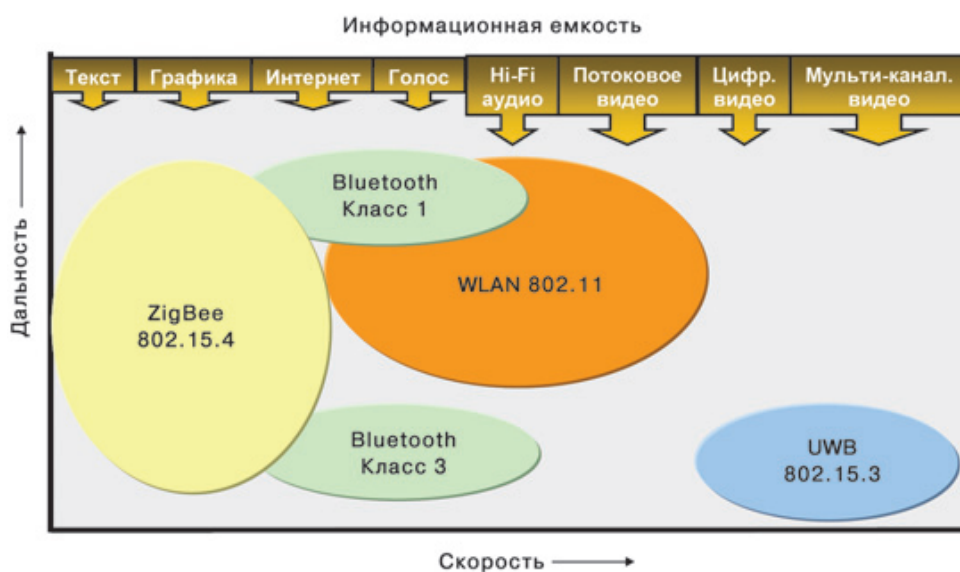 Информационная емкость
Текст
Графика
Интернет
Голос
Hi-Fi
аудио
Потоковое
видео
Цифр.
видео
Мульти-канал.
видео
Дальность
Bluetooth
Класс 1
WLAN 802.11
ZigBee
802.15.4
Bluetooth
Класс 3
UWB
802.15.3
Скорость